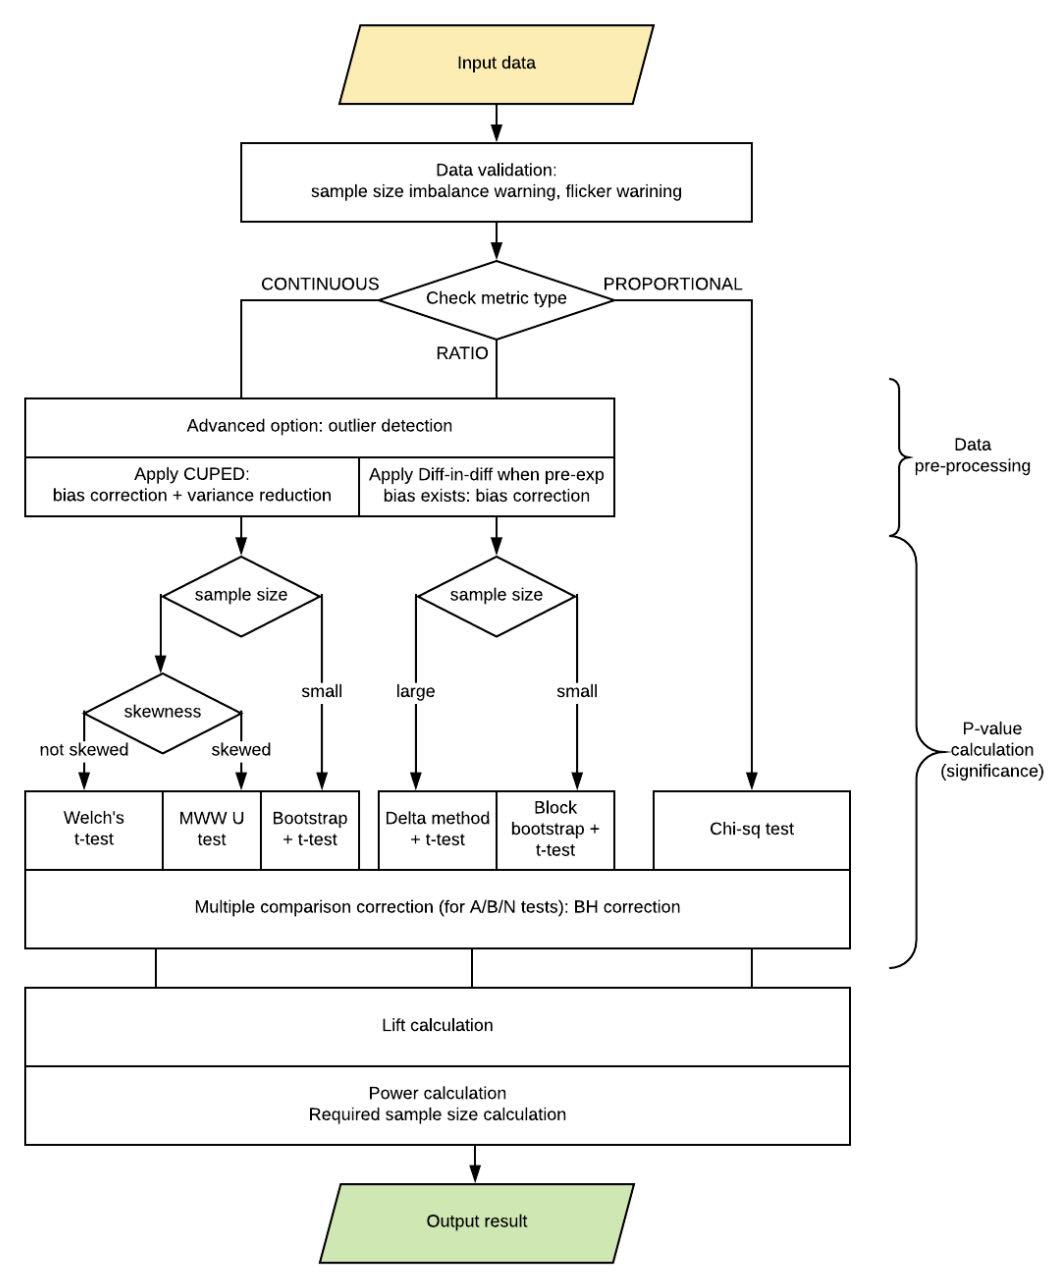 Input data
Data validation:
sample size imbalance warning, flicker warining
CONTINUOUS
PROPORTIONAL
Check metric type
RATIO
Advanced option: outlier detection
Apply CUPED:
bias correction + variance reduction
Apply Diff-in-diff when pre-exp
bias exists: bias correction
Data
pre-processing
sample size
sample size
small
large
small
skewness
not skewed
skewed
P-value
calculation
(significance)
Welch's
t-test
MWW U
test
Bootstrap
+ t-test
Delta method
+ t-test
Block
bootstrap +
t-test
Chi-sq test
Multiple comparison correction (for A/B/N tests): BH correction
Lift calculation
Power calculation
Required sample size calculation
Output result